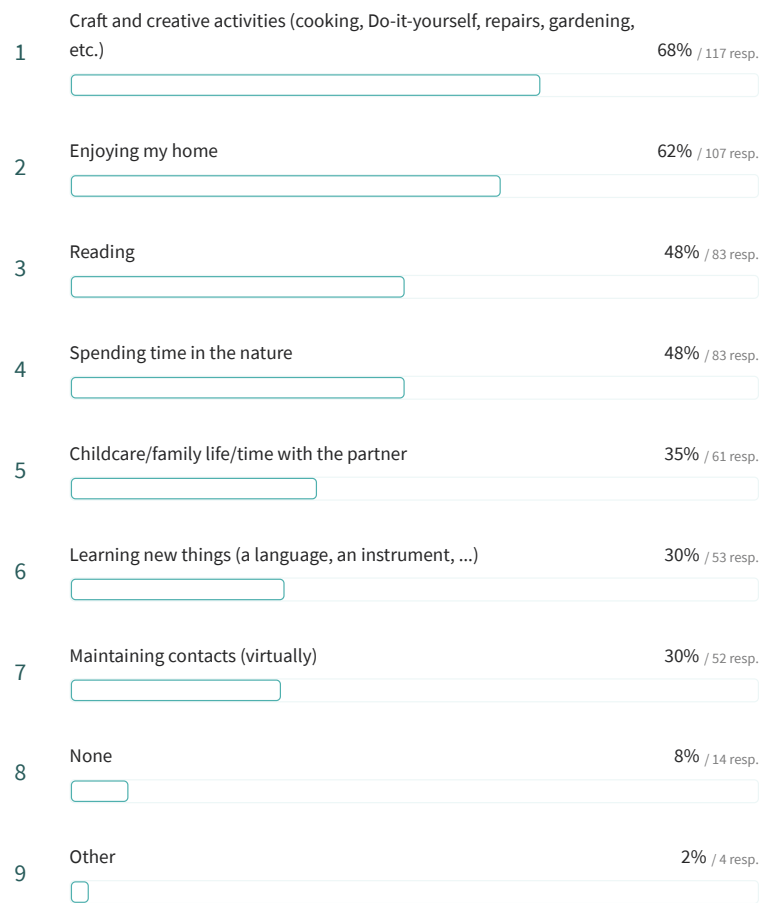 Craft and creative activities (cooking, Do-it-yourself, repairs, gardening,
1 etc.) 68% / 117 resp.
2 Enjoying my home 62% / 107 resp.
3 Reading 48% / 83 resp.
4 Spending time in the nature 48% / 83 resp.
5 Childcare/family life/time with the partner 35% / 61 resp.
6 Learning new things (a language, an instrument, ...) 30% / 53 resp.
7 Maintaining contacts (virtually) 30% / 52 resp.
8 None 8% / 14 resp.
9 Other 2% / 4 resp.